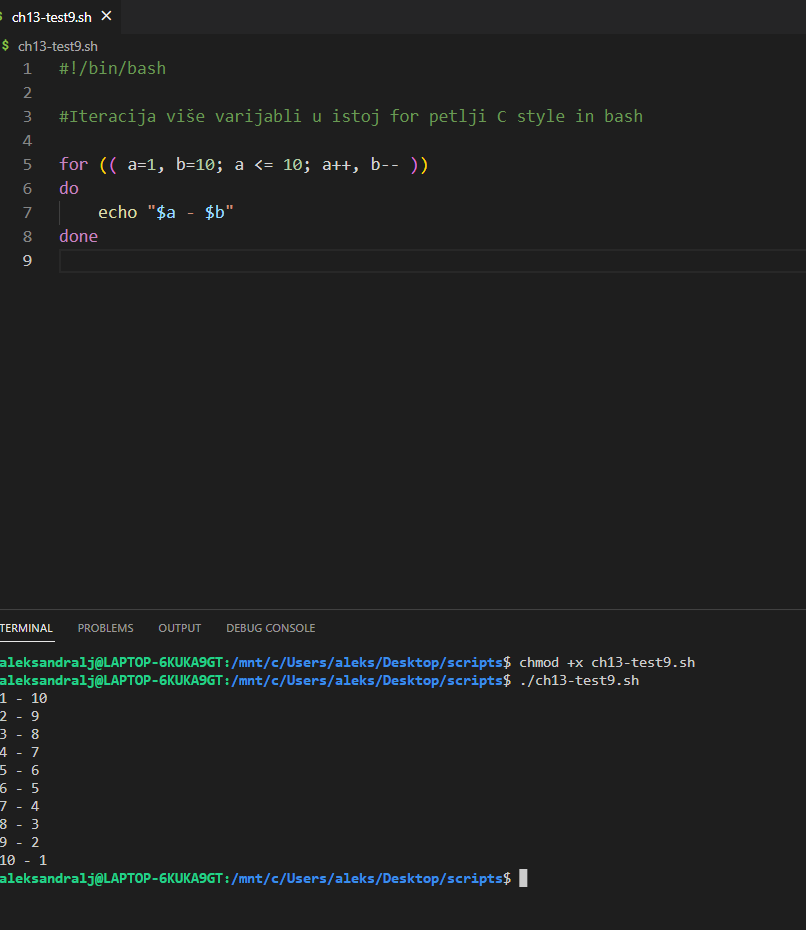 ch13-test9.sh ✕
$ ch13-test9.sh
1 #!/bin/bash
2
3 #Iteracija više varijabli u istoj for petlji C style in bash
4
5 for (( a=1, b=10; a <= 10; a++, b-- ))
6 do
7 echo "$a - $b"
8 done
9
TERMINAL PROBLEMS OUTPUT DEBUG CONSOLE
aleksandralj@LAPTOP-6KUKA9GT:/mnt/c/Users/aleks/Desktop/scripts$ chmod +x ch13-test9.sh
aleksandralj@LAPTOP-6KUKA9GT:/mnt/c/Users/aleks/Desktop/scripts$ ./ch13-test9.sh
1 - 10
2 - 9
3 - 8
4 - 7
5 - 6
6 - 5
7 - 4
8 - 3
9 - 2
10 - 1
aleksandralj@LAPTOP-6KUKA9GT:/mnt/c/Users/aleks/Desktop/scripts$